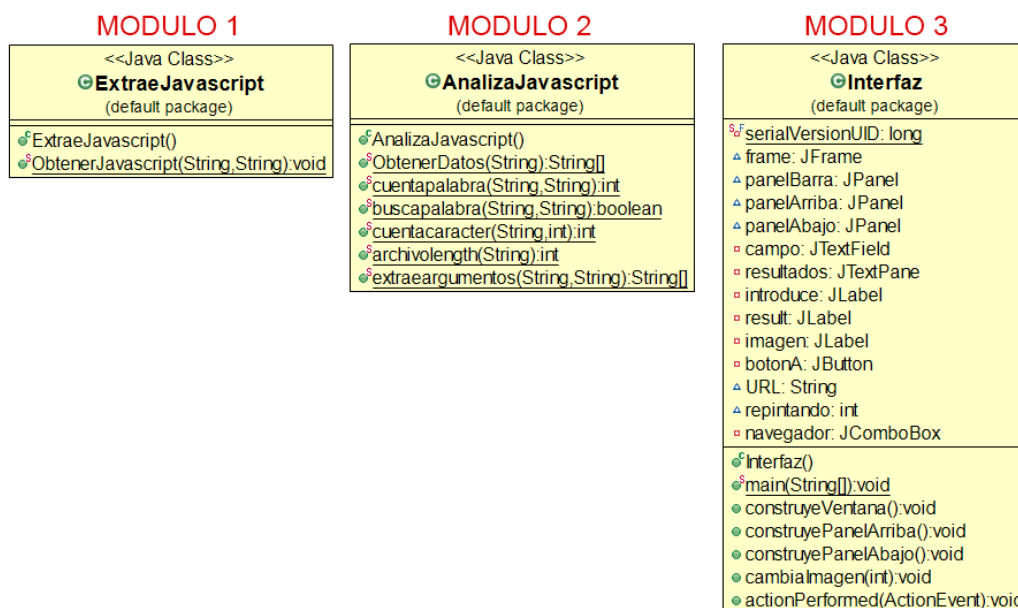 MODULO 1
<<Java Class>>
ExtraeJavascript
(default package)
ExtraeJavascript()
ObtenerJavascript(String,String):void
MODULO 2
<<Java Class>>
AnalizaJavascript
(default package)
AnalizaJavascript()
ObtenerDatos(String):String[]
cuentapalabra(String,String):int
buscapalabra(String,String):boolean
cuentacaracter(String,int):int
archivolength(String):int
extraeargumentos(String,String):String[]
MODULO 3
<<Java Class>>
Interfaz
(default package)
serialVersionUID: long
frame: JFrame
panelBarra: JPanel
panelArriba: JPanel
panelAbajo: JPanel
campo: JTextField
resultados: JTextPane
introduce: JLabel
result: JLabel
imagen: JLabel
botonA: JButton
URL: String
repintando: int
navegador: JComboBox
Interfaz()
main(String[]):void
construyeVentana():void
construyePanelArriba():void
construyePanelAbajo():void
cambiaImagen(int):void
actionPerformed(ActionEvent):void